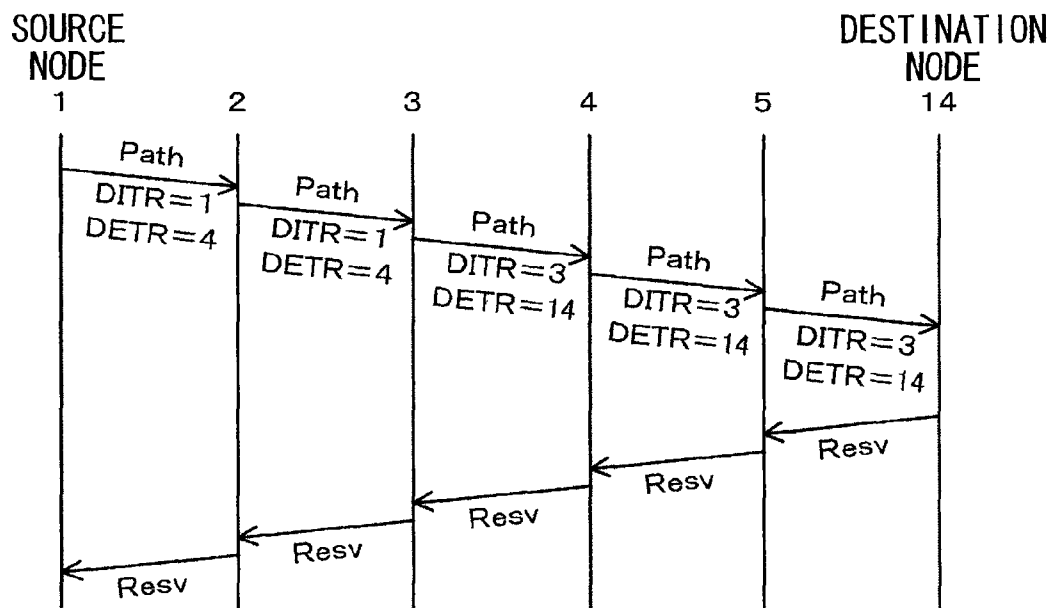 SOURCE
NODE
DESTINATION
NODE
1 2 3 4 5 14
Path
DITR=1
DETR=4
Path
DITR=1
DETR=4
Path
DITR=3
DETR=14
Path
DITR=3
DETR=14
Path
DITR=3
DETR=14
Resv
Resv
Resv
Resv
Resv